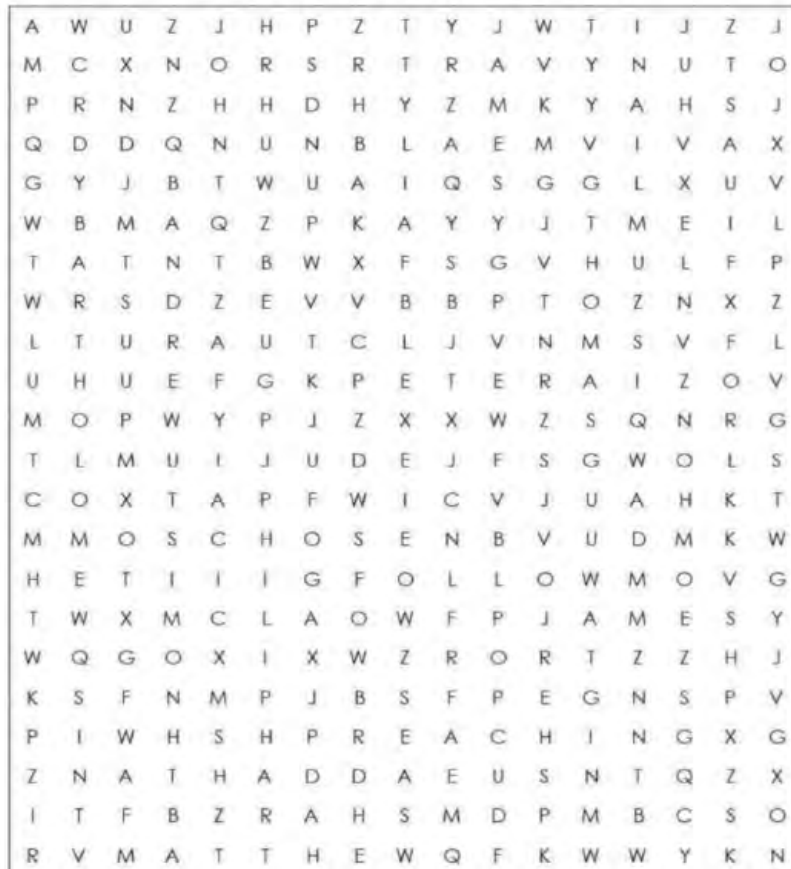 A W U Z J H P Z T Y J W T I J Z J
M C X N O R S R T R A V Y N U T O
P R N Z H H D H Y Z M K Y A H S J
Q D D Q N U N B L A E M V I V A X
G Y J B T W U A I Q S G G L X U V
W B M A Q Z P K A Y Y J T M E I L
T A T N T B W X F S G V H U L F P
W R S D Z E V V B B P T O Z N X Z
L T U R A U T C L J V N M S V F L
U H U E F G K P E T E R A I Z O V
M O P W Y P J Z X X W Z S Q N R G
T L M U I J U D E J F S G W O L S
C O X T A P F W I C V J U A H K T
M M O S C H O S E N B V U D M K W
H E T I I I G F O L L O W M O V G
T W X M C L A O W F P J A M E S Y
W Q G O X I X W Z R O R T Z Z H J
K S F N M P J B S F P E G N S P V
P I W H S H P R E A C H I N G X G
Z N A T H A D D A E U S N T Q Z X
I T F B Z R A H S M D P M B C S O
R V M A T T H E W Q F K W W Y K N